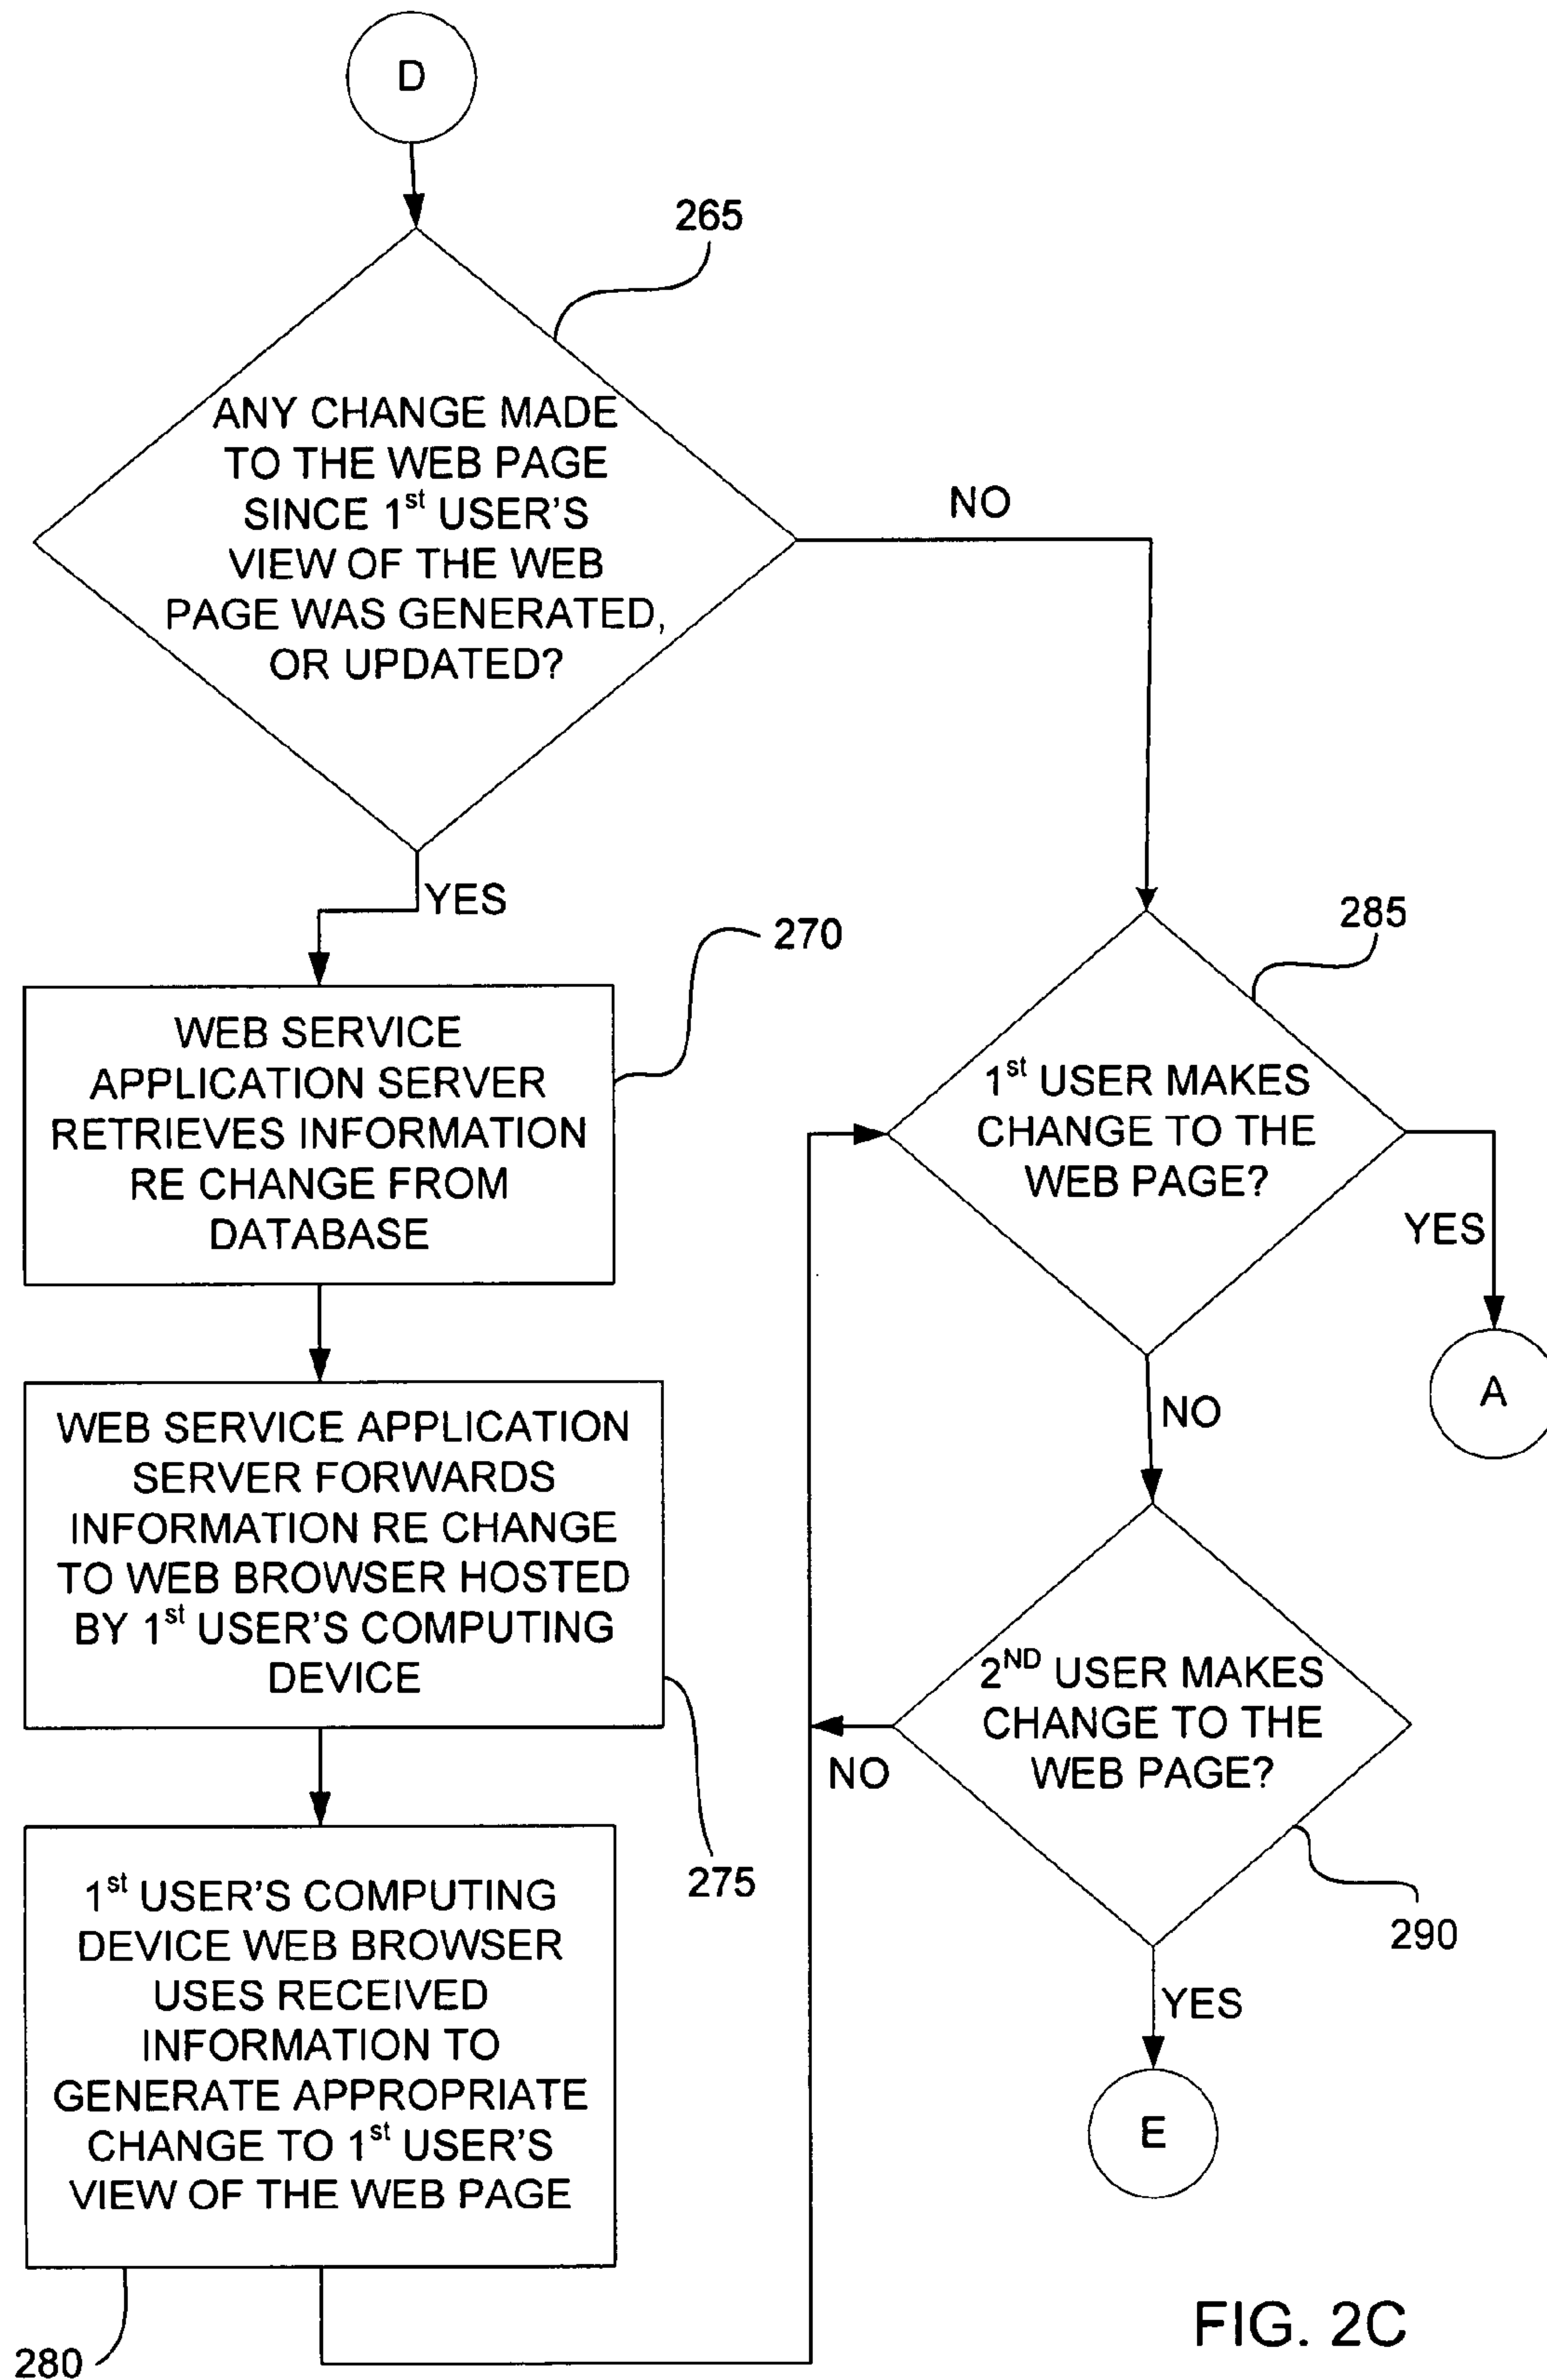 D
265
ANY CHANGE MADE
TO THE WEB PAGE
SINCE 1st USER'S
VIEW OF THE WEB
PAGE WAS GENERATED,
OR UPDATED?
NO
YES
270
WEB SERVICE
APPLICATION SERVER
RETRIEVES INFORMATION
RE CHANGE FROM
DATABASE
285
1st USER MAKES
CHANGE TO THE
WEB PAGE?
YES
A
NO
WEB SERVICE APPLICATION
SERVER FORWARDS
INFORMATION RE CHANGE
TO WEB BROWSER HOSTED
BY 1st USER'S COMPUTING
DEVICE
275
2ND USER MAKES
CHANGE TO THE
WEB PAGE?
NO
290
YES
E
1st USER'S COMPUTING
DEVICE WEB BROWSER
USES RECEIVED
INFORMATION TO
GENERATE APPROPRIATE
CHANGE TO 1st USER'S
VIEW OF THE WEB PAGE
280
FIG. 2C